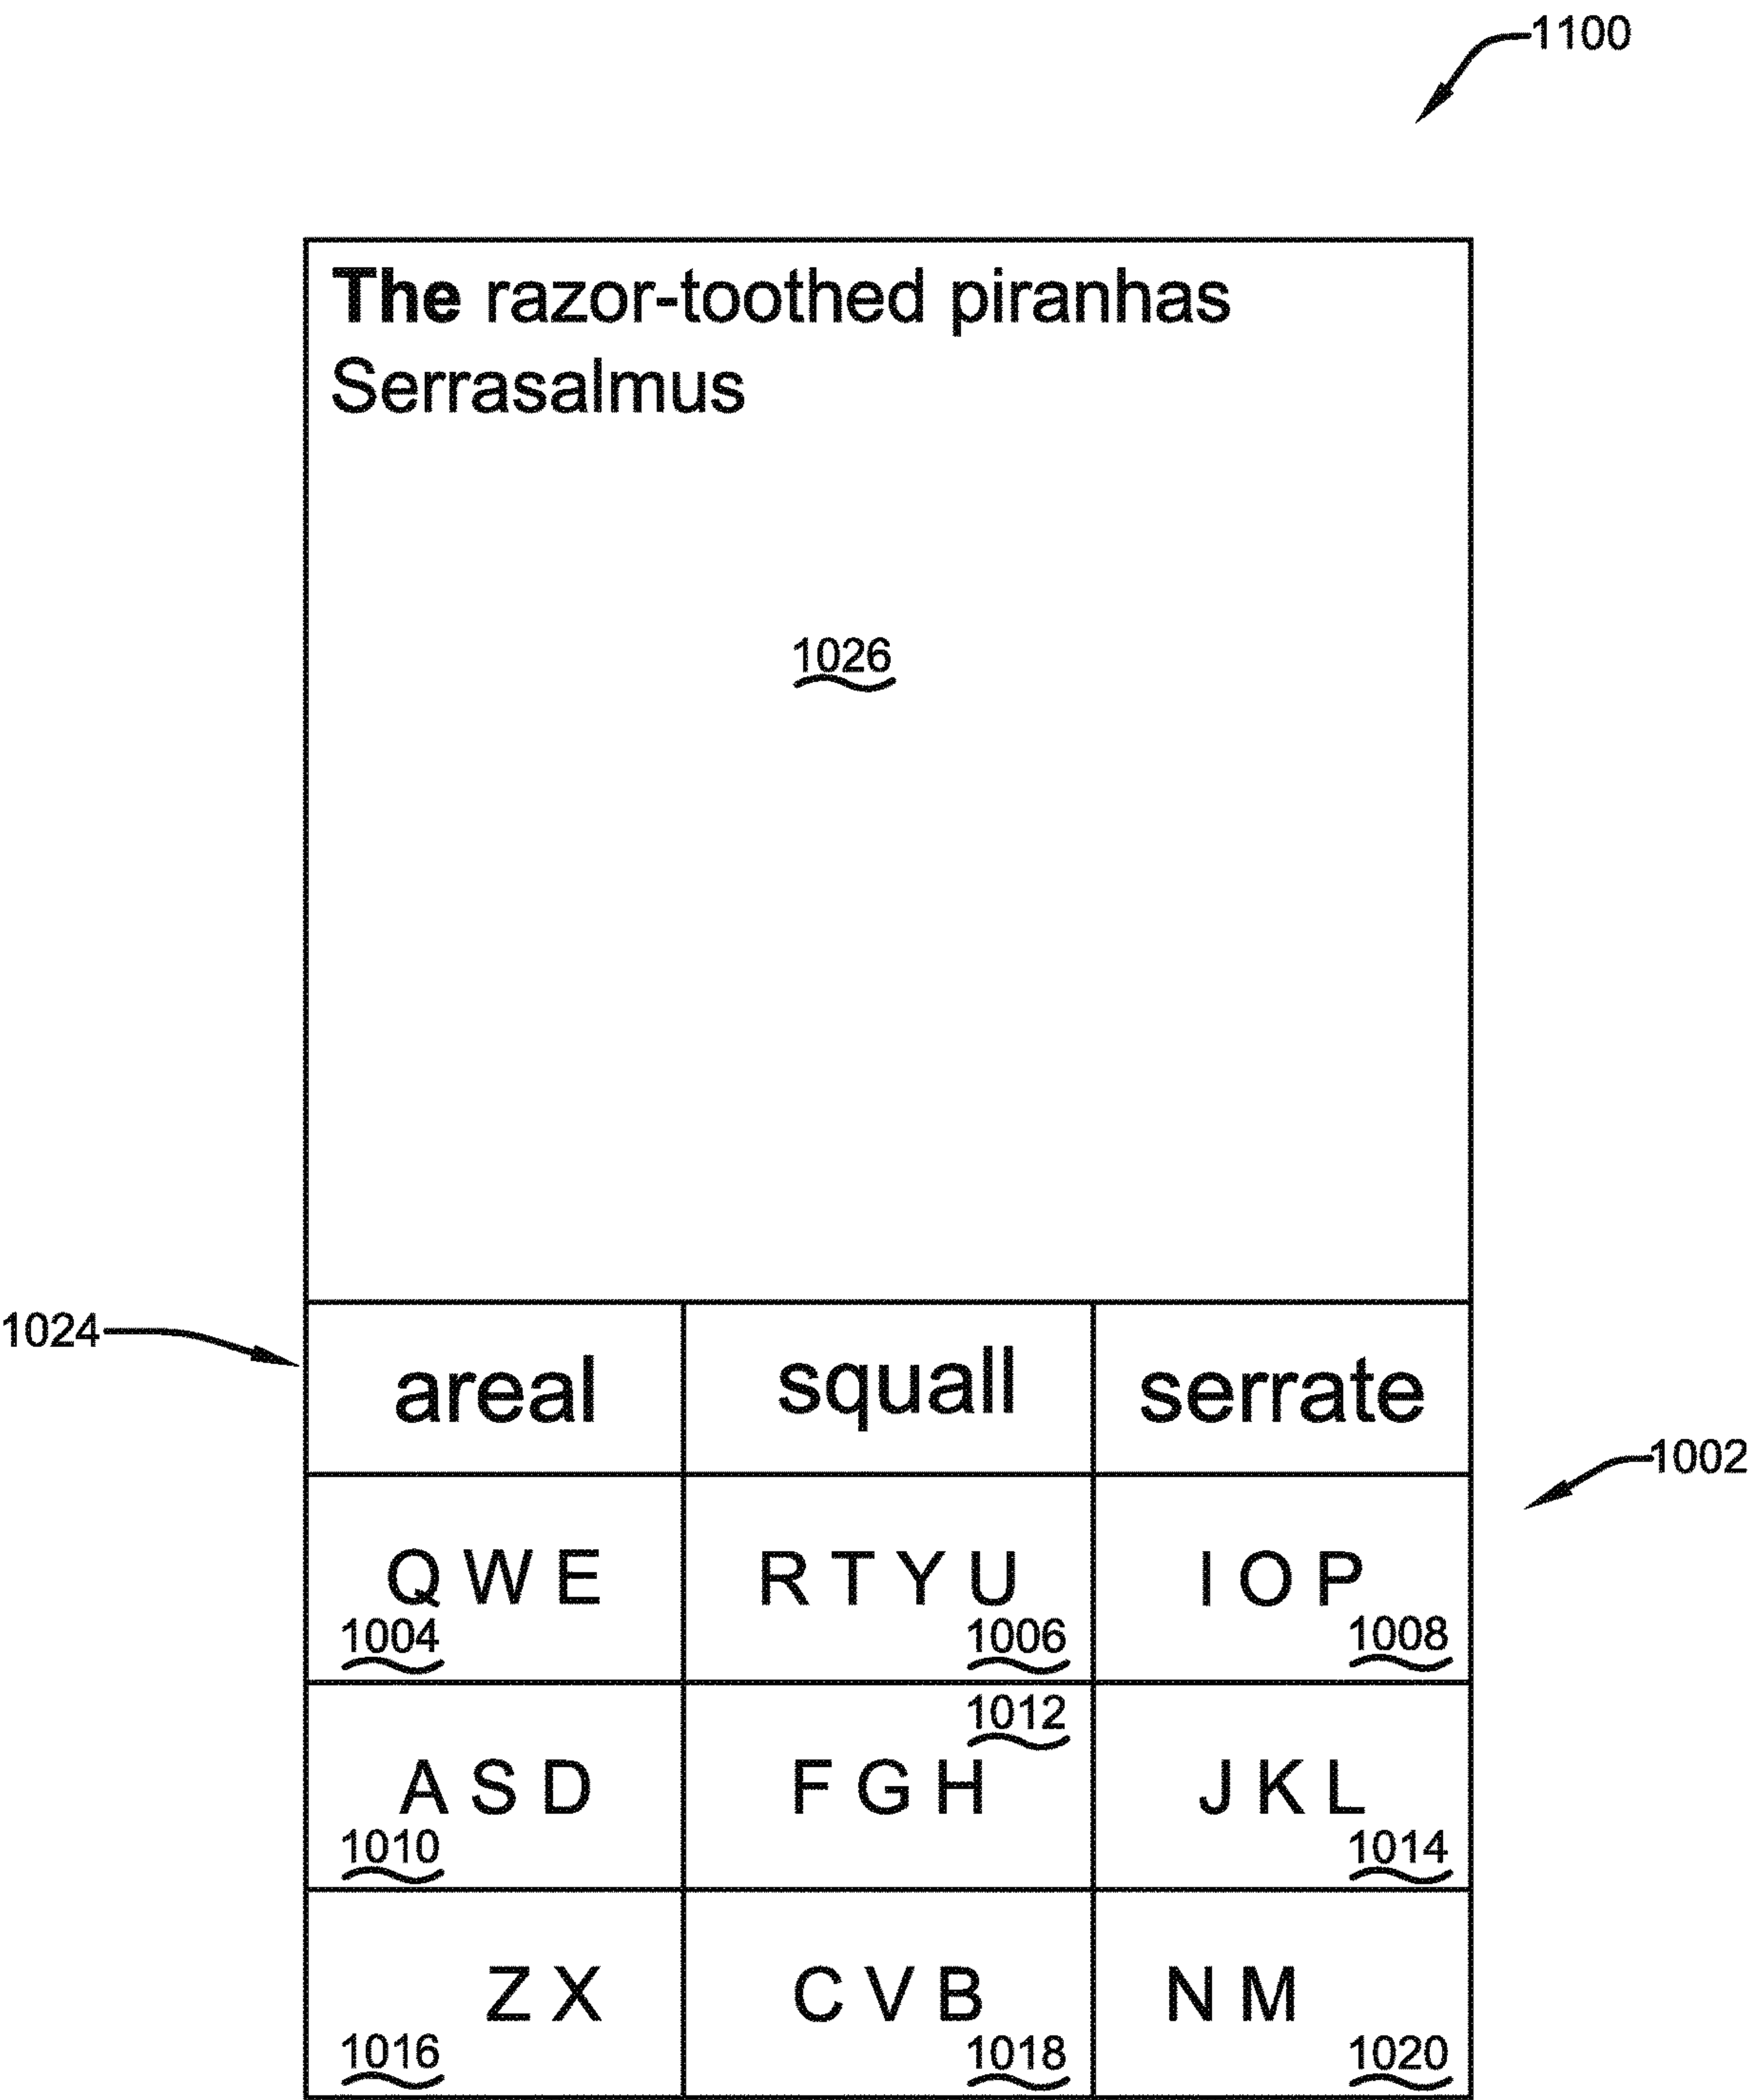 1100
The razor-toothed piranhas
Serrasalmus
1026
1024
areal squall serrate
1002
Q W E R T Y U I O P
1004 1006 1008
1012
A S D F G H J K L
1010 1014
Z X C V B N M
1016 1018 1020